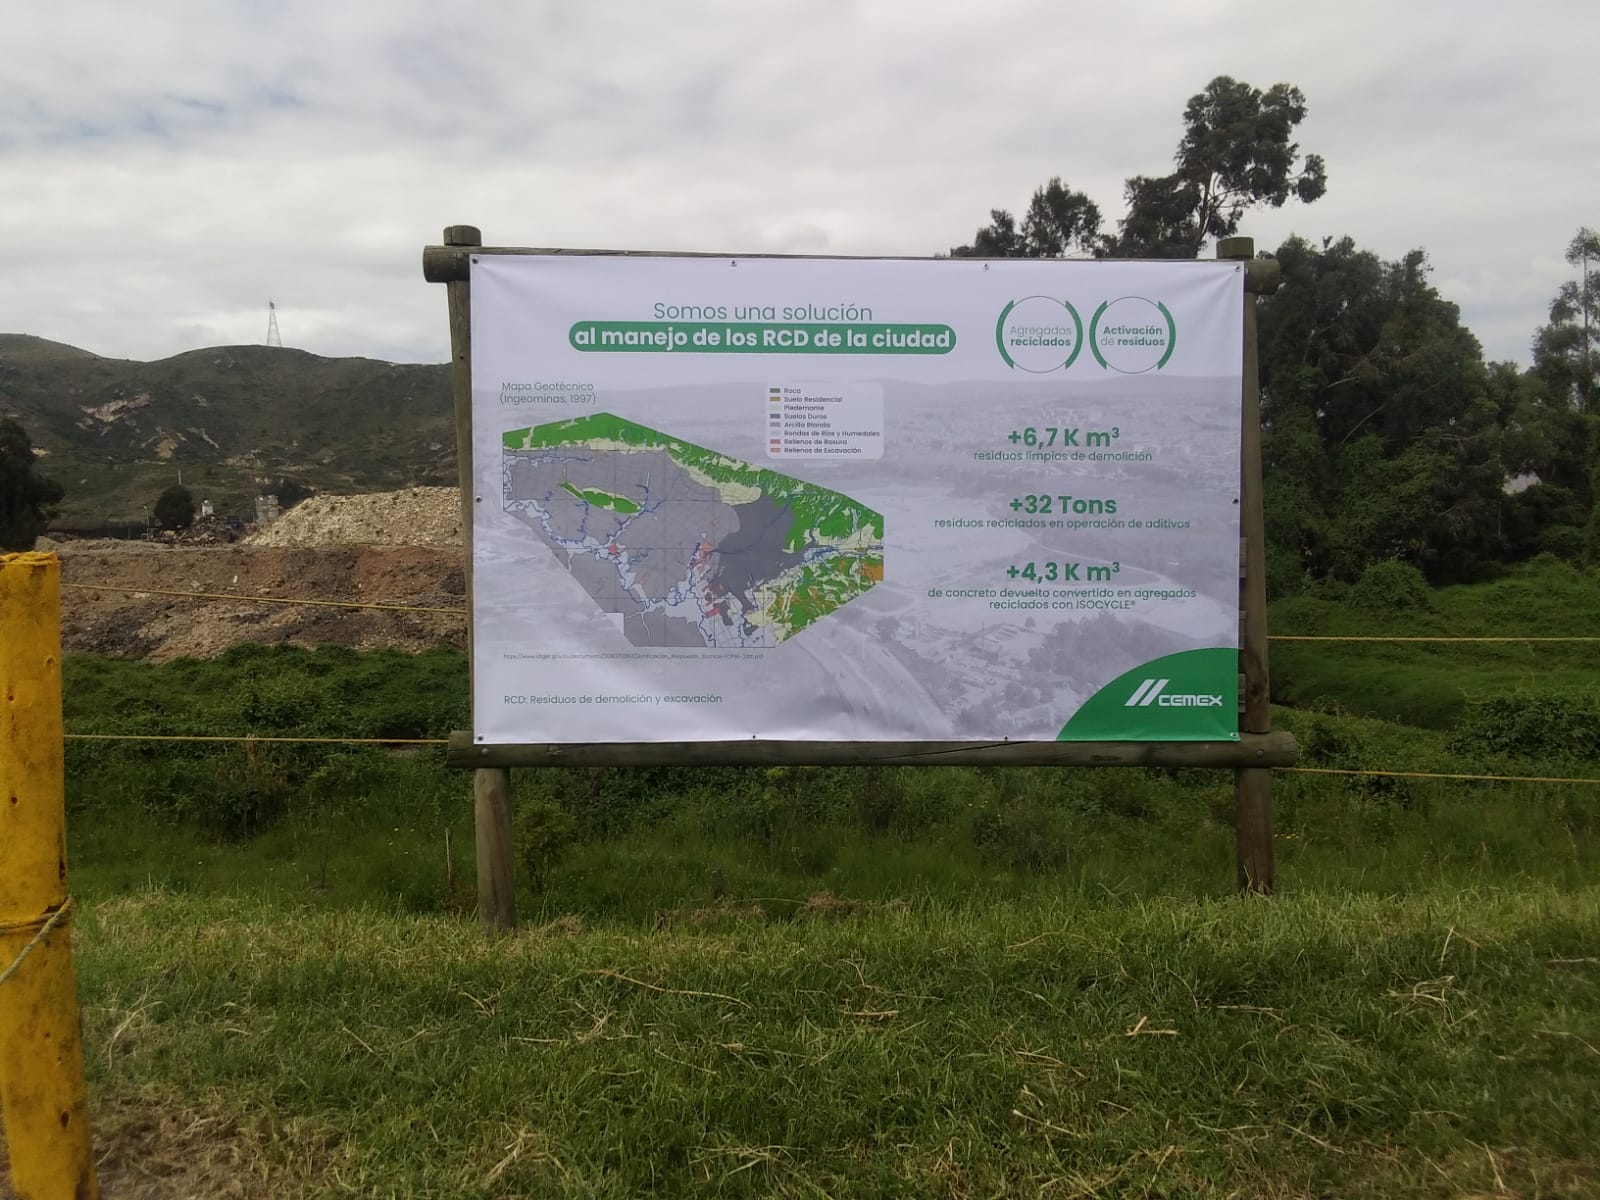 Somos una solución
al manejo de los RCD de la ciudad
Agregados
reciclados
Activación
de residuos
Mapa Geotécnico
(Ingeominas, 1997)
Roca
Suelo Residencial
Piedemonte
Suelos Duros
Arcilla Blanda
Rondas de Ríos y Humedales
Rellenos de Basura
Rellenos de Excavación
+6,7 K m³
residuos limpios de demolición
+32 Tons
residuos reciclados en operación de aditivos
+4,3 K m³
de concreto devuelto convertido en agregados
reciclados con ISOCYCLE®
RCD: Residuos de demolición y excavación
CEMEX